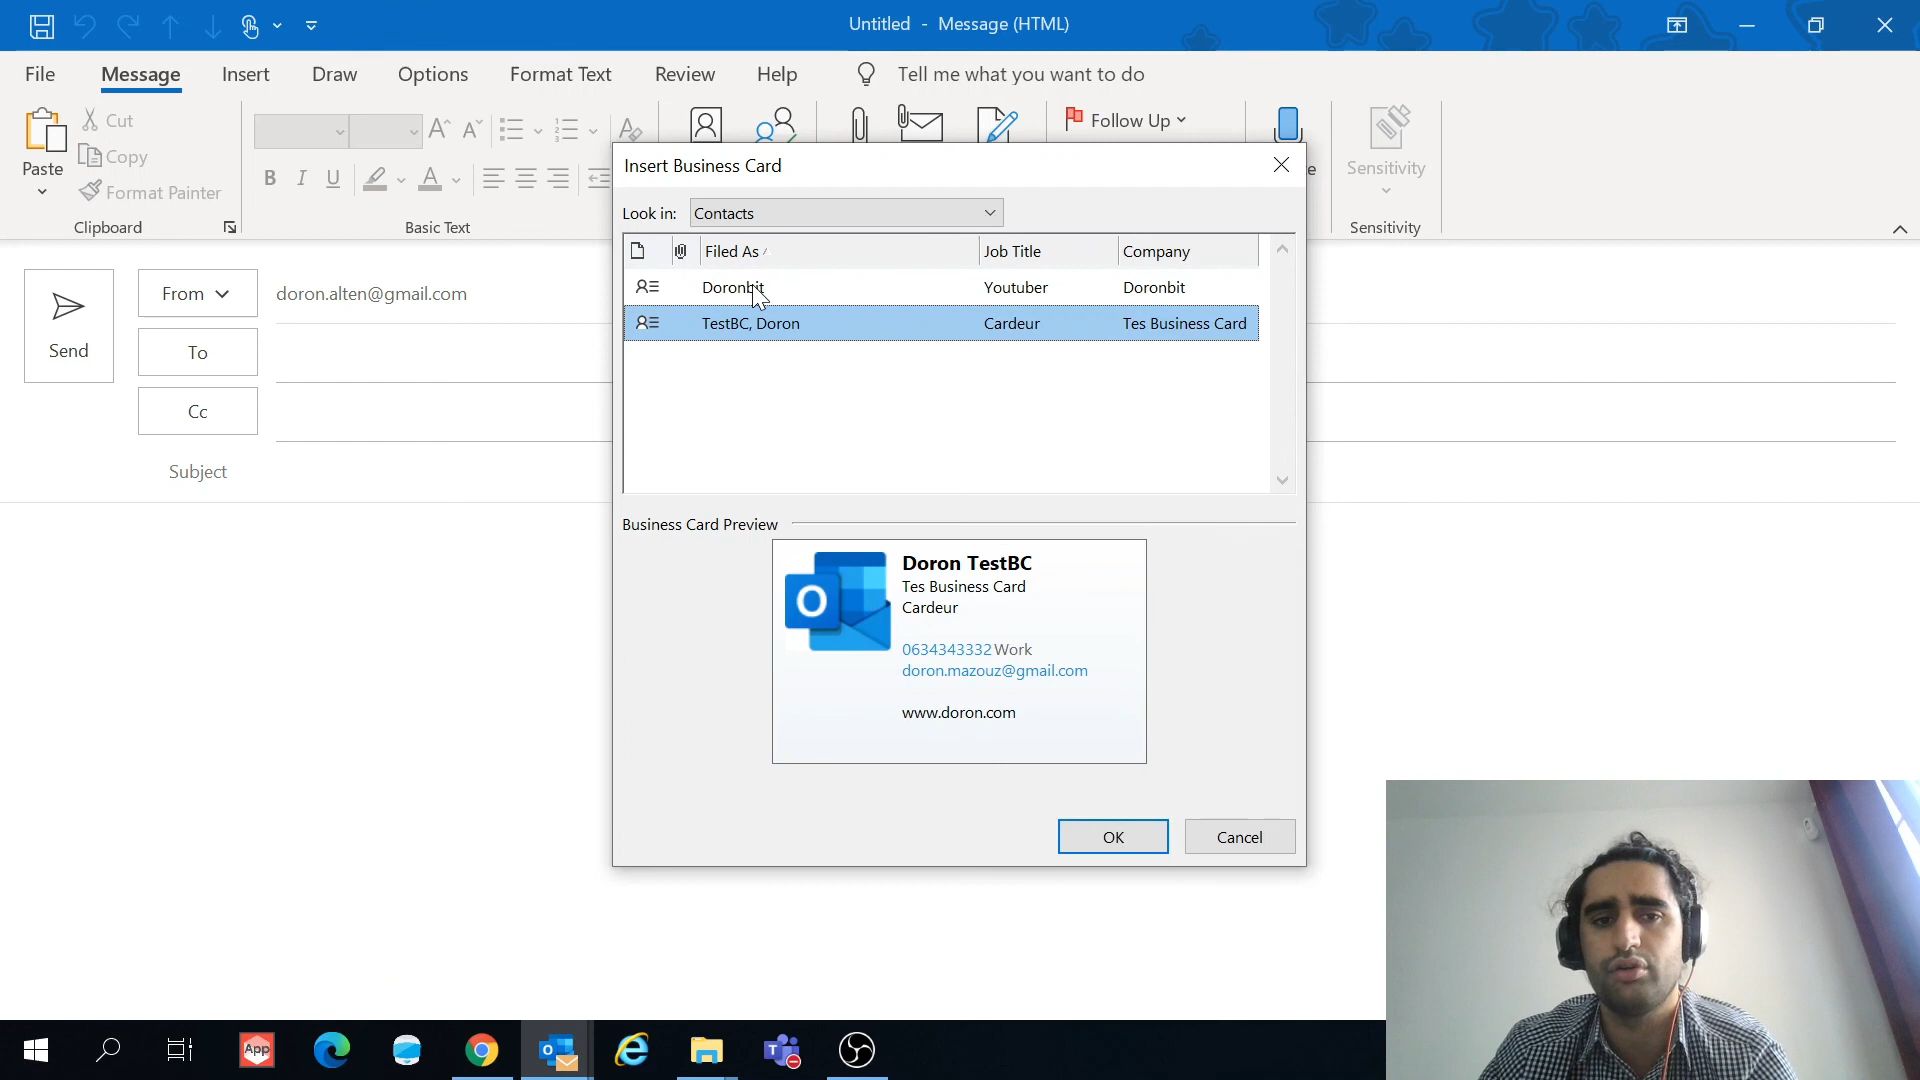 Untitled - Message (HTML)
File Message Insert Draw Options Format Text Review Help Tell me what you want to do
Paste
Cut
Copy
Format Painter
Clipboard
B I U
Basic Text
Follow Up
Sensitivity
Sensitivity
Send
From doron.alten@gmail.com
To
Cc
Subject
Insert Business Card
Look in: Contacts
Filed As Job Title Company
Doronbit Youtuber Doronbit
TestBC, Doron Cardeur Tes Business Card
Business Card Preview
O
Doron TestBC
Tes Business Card
Cardeur
0634343332 Work
doron.mazouz@gmail.com
www.doron.com
OK Cancel
App